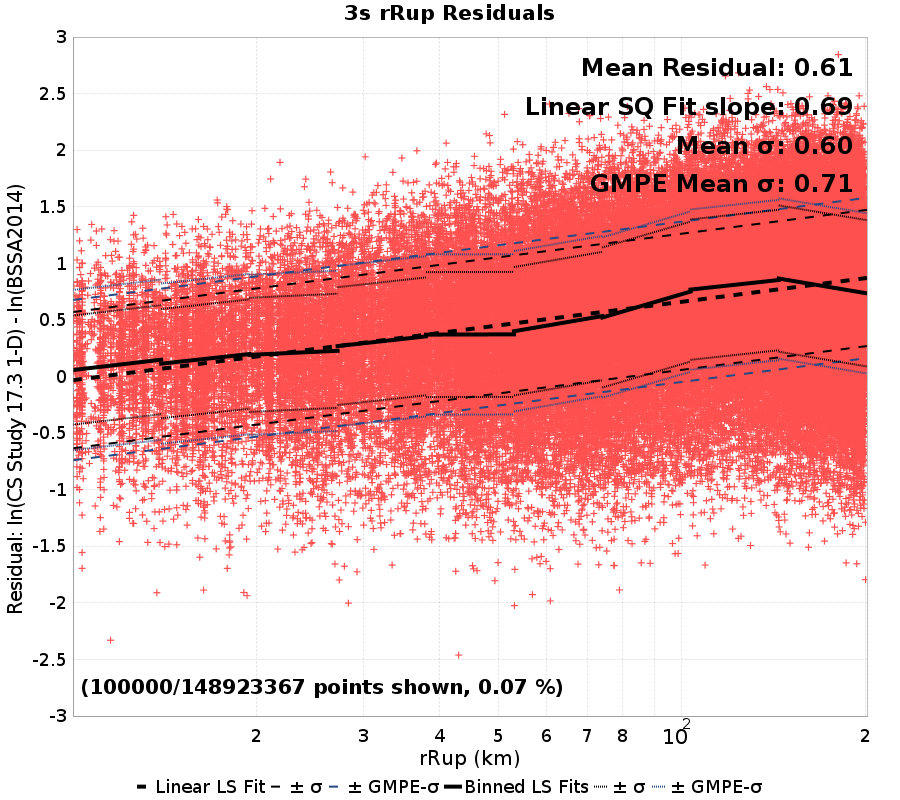 3s rRup Residuals
Residual: ln(CS Study 17.3 1-D) - ln(BSSA2014)
3
2.5
2
1.5
1
0.5
0
-0.5
-1
-1.5
-2
-2.5
-3
Mean Residual: 0.61
Linear SQ Fit slope: 0.69
Mean σ: 0.60
GMPE Mean σ: 0.71
(100000/148923367 points shown, 0.07 %)
2 3 4 5 6 7 8 10² 2
rRup (km)
Linear LS Fit ± σ ± GMPE-σ Binned LS Fits ± σ ± GMPE-σ